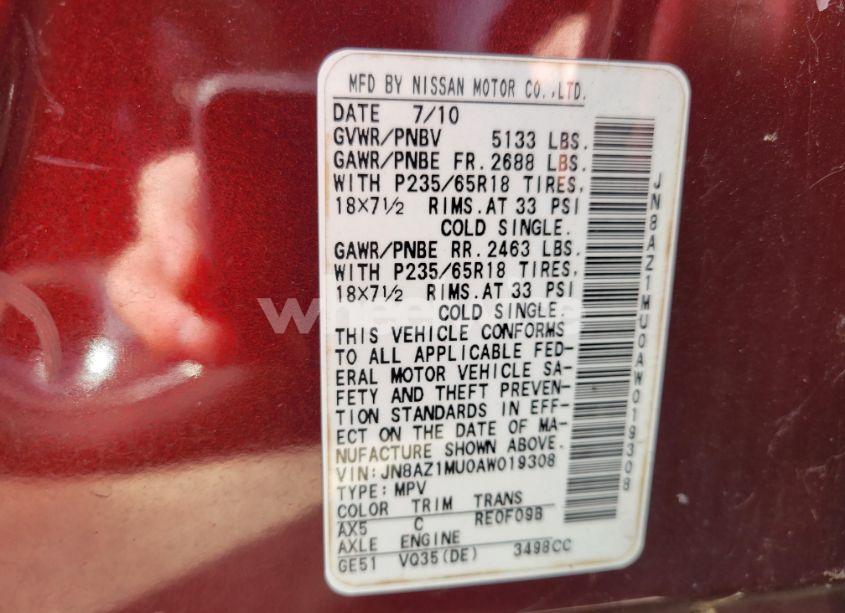 MFD BY NISSAN MOTOR CO.,LTD.
DATE 7/10
GVWR/PNBV 5133 LBS.
GAWR/PNBE FR. 2688 LBS.
WITH P235/65R18 TIRES,
18X7½ RIMS. AT 33 PSI
COLD SINGLE.
GAWR/PNBE RR. 2463 LBS.
WITH P235/65R18 TIRES,
18X7½ RIMS. AT 33 PSI
COLD SINGLE.
THIS VEHICLE CONFORMS
TO ALL APPLICABLE FED-
ERAL MOTOR VEHICLE SA-
FETY AND THEFT PREVEN-
TION STANDARDS IN EFF-
ECT ON THE DATE OF MA-
NUFACTURE SHOWN ABOVE.
VIN:JN8AZ1MU0AW019308
TYPE: MPV
COLOR TRIM TRANS
AX5 C RE0F09B
AXLE ENGINE
GE51 VQ35(DE) 3498CC
JN8AZ1MU0AW019308